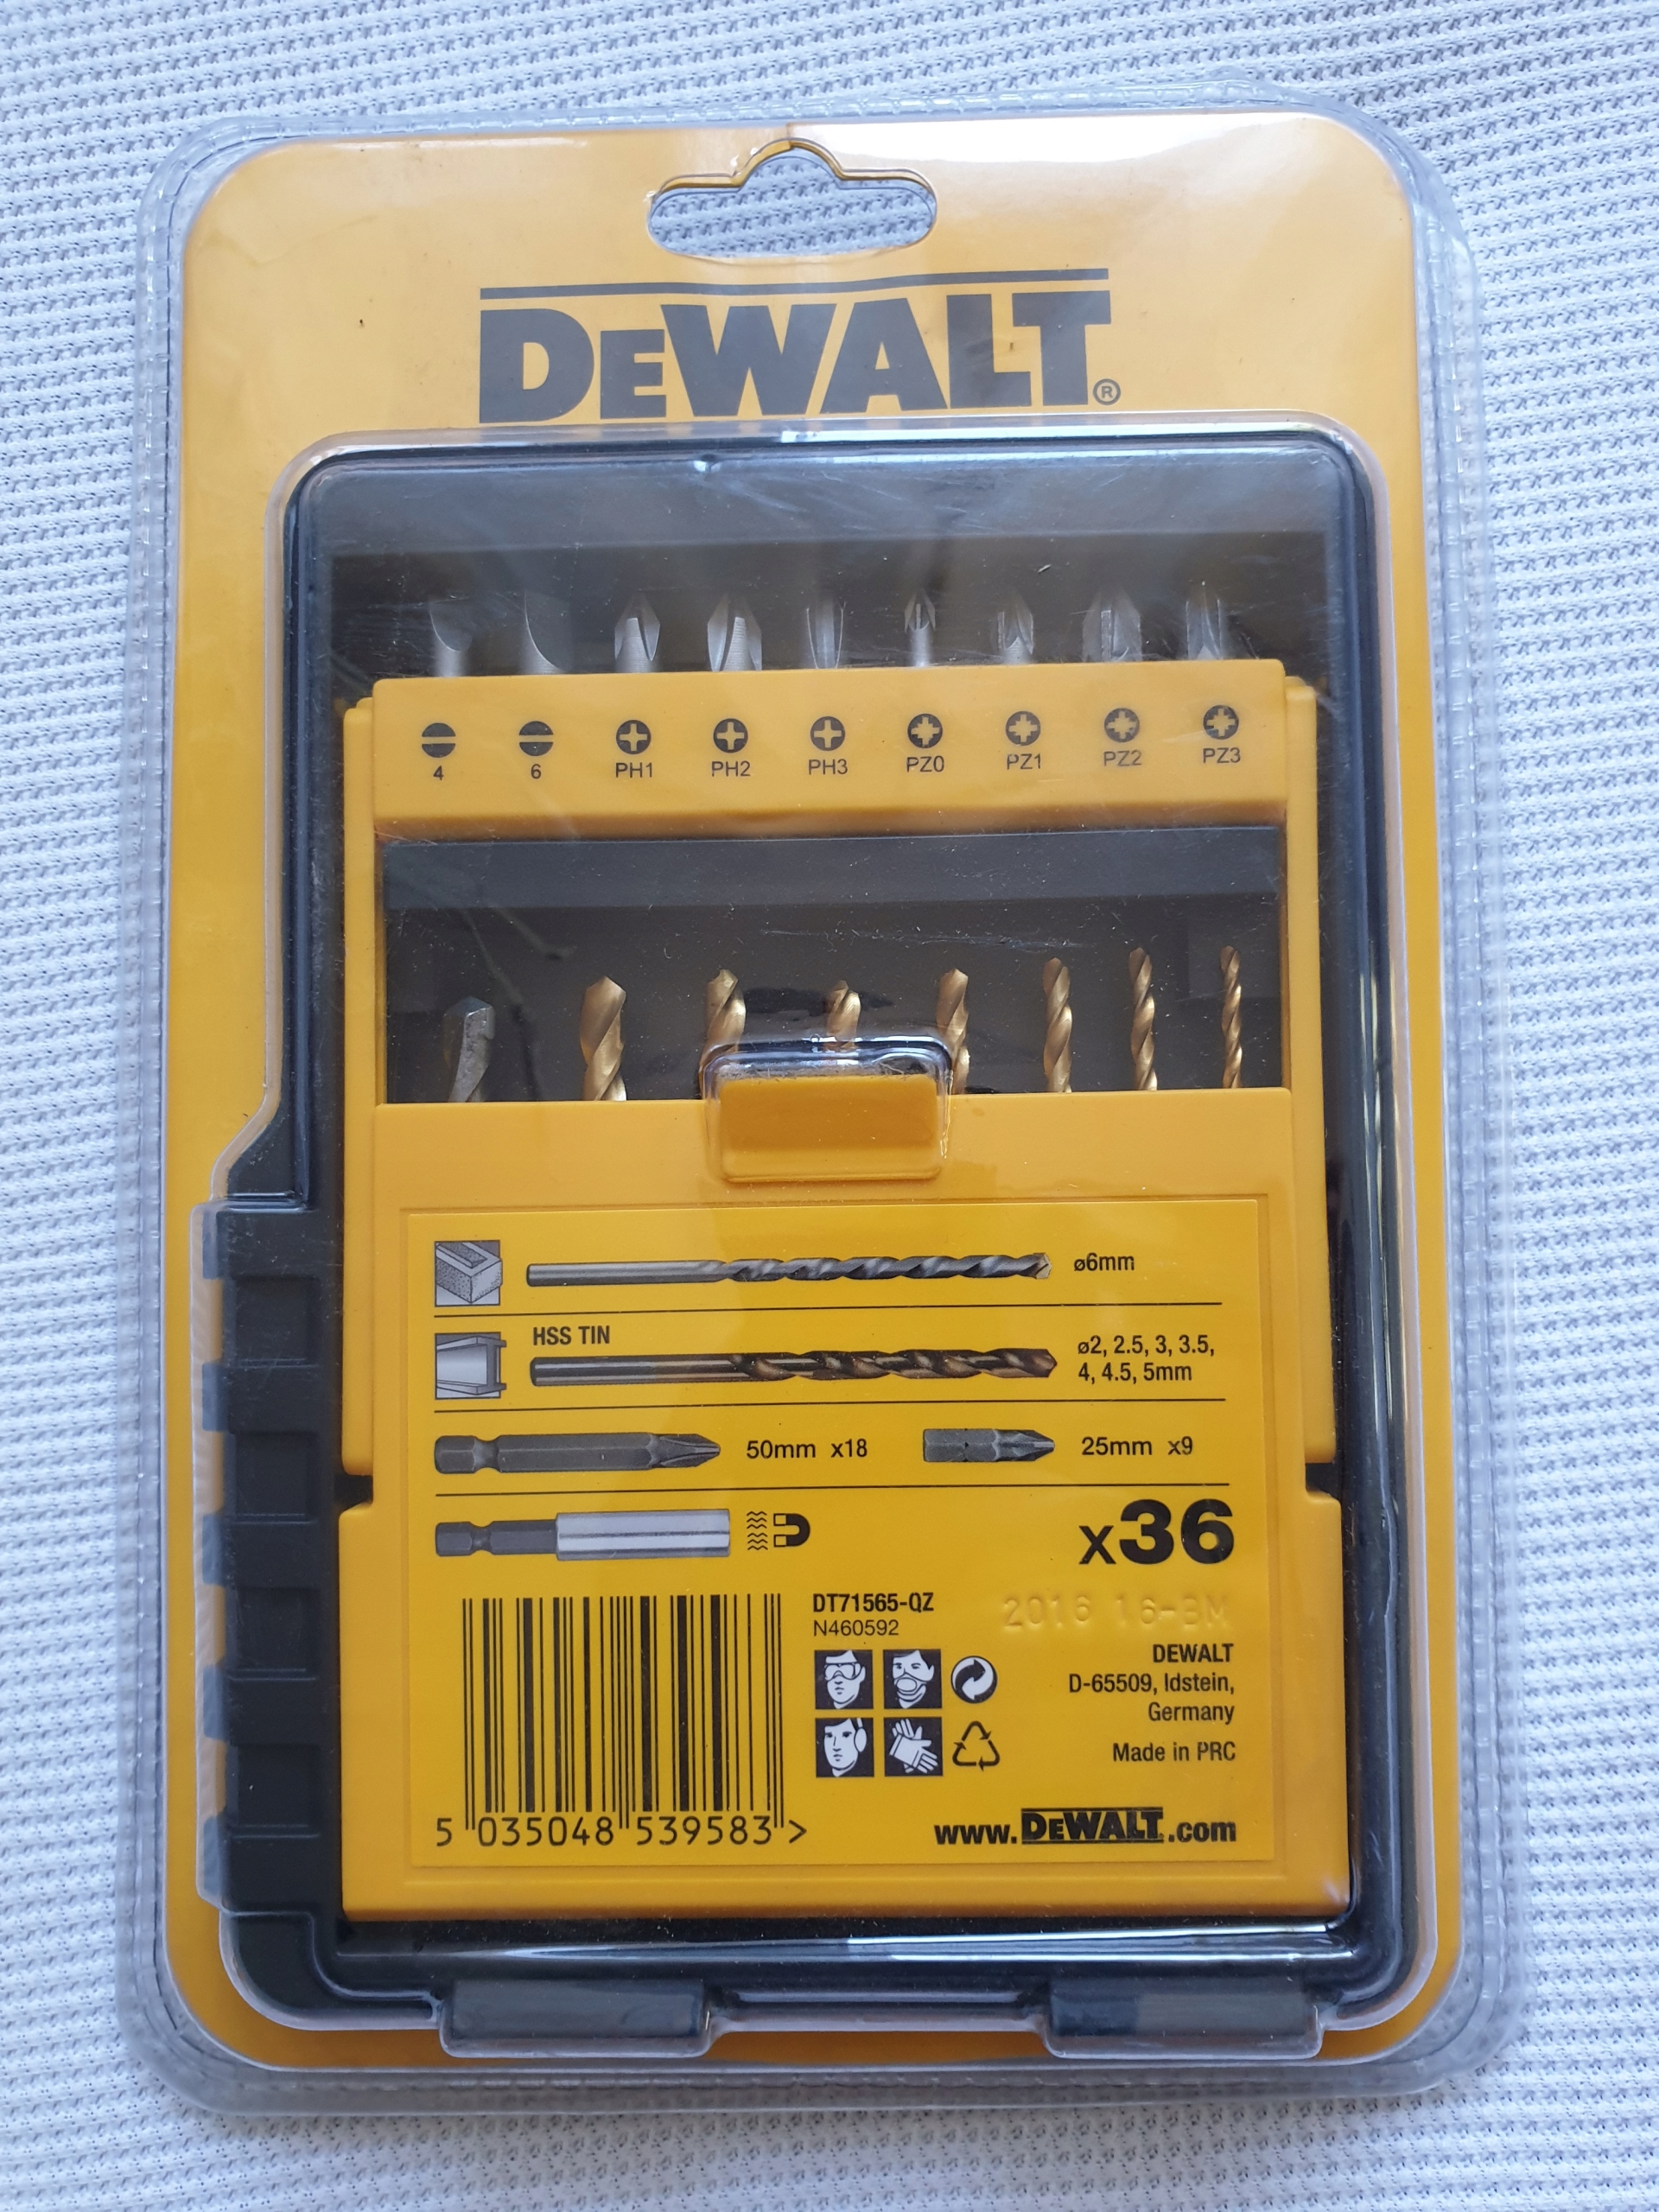 DEWALT®
4 6 PH1 PH2 PH3 PZ0 PZ1 PZ2 PZ3
ø6mm
HSS TIN
ø2, 2.5, 3, 3.5,
4, 4.5, 5mm
50mm x18
25mm x9
x36
DT71565-QZ
N460592
2016 16-BM
DEWALT
D-65509, Idstein,
Germany
Made in PRC
5 035048 539583 >
www.DEWALT.com